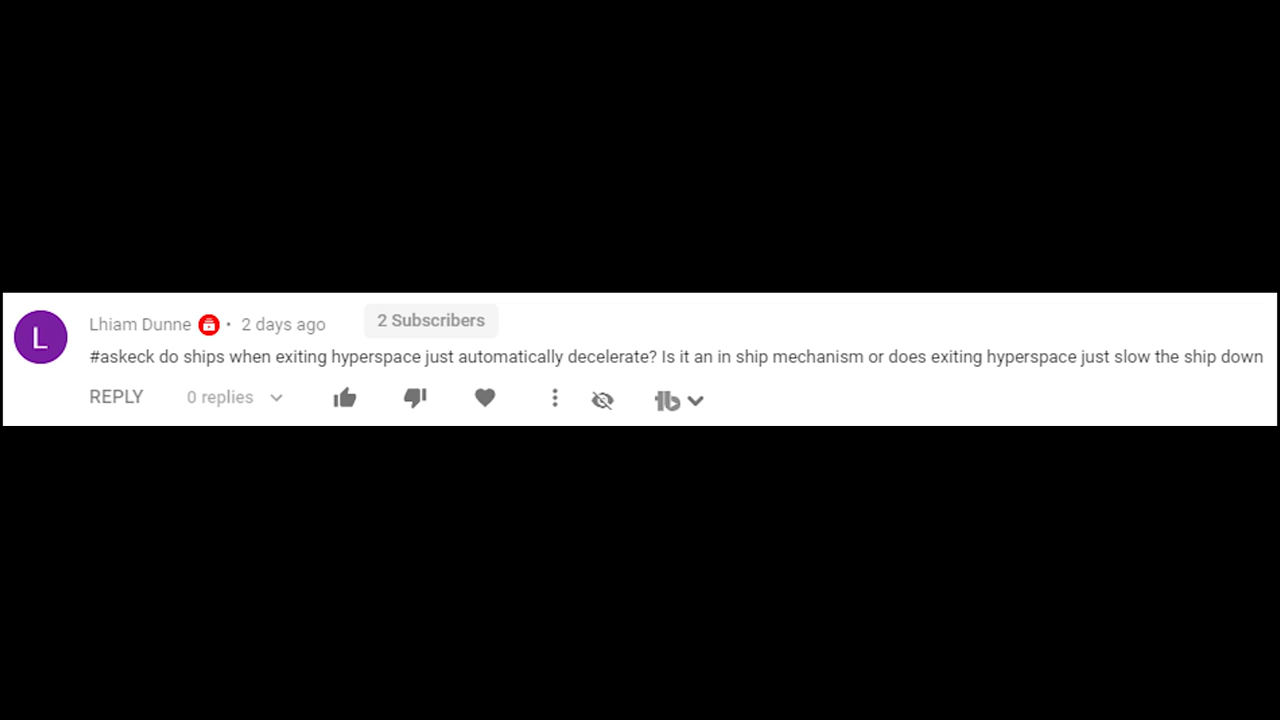 L
Lhiam Dunne • 2 days ago
2 Subscribers
#askeck do ships when exiting hyperspace just automatically decelerate? Is it an in ship mechanism or does exiting hyperspace just slow the ship down
REPLY 0 replies